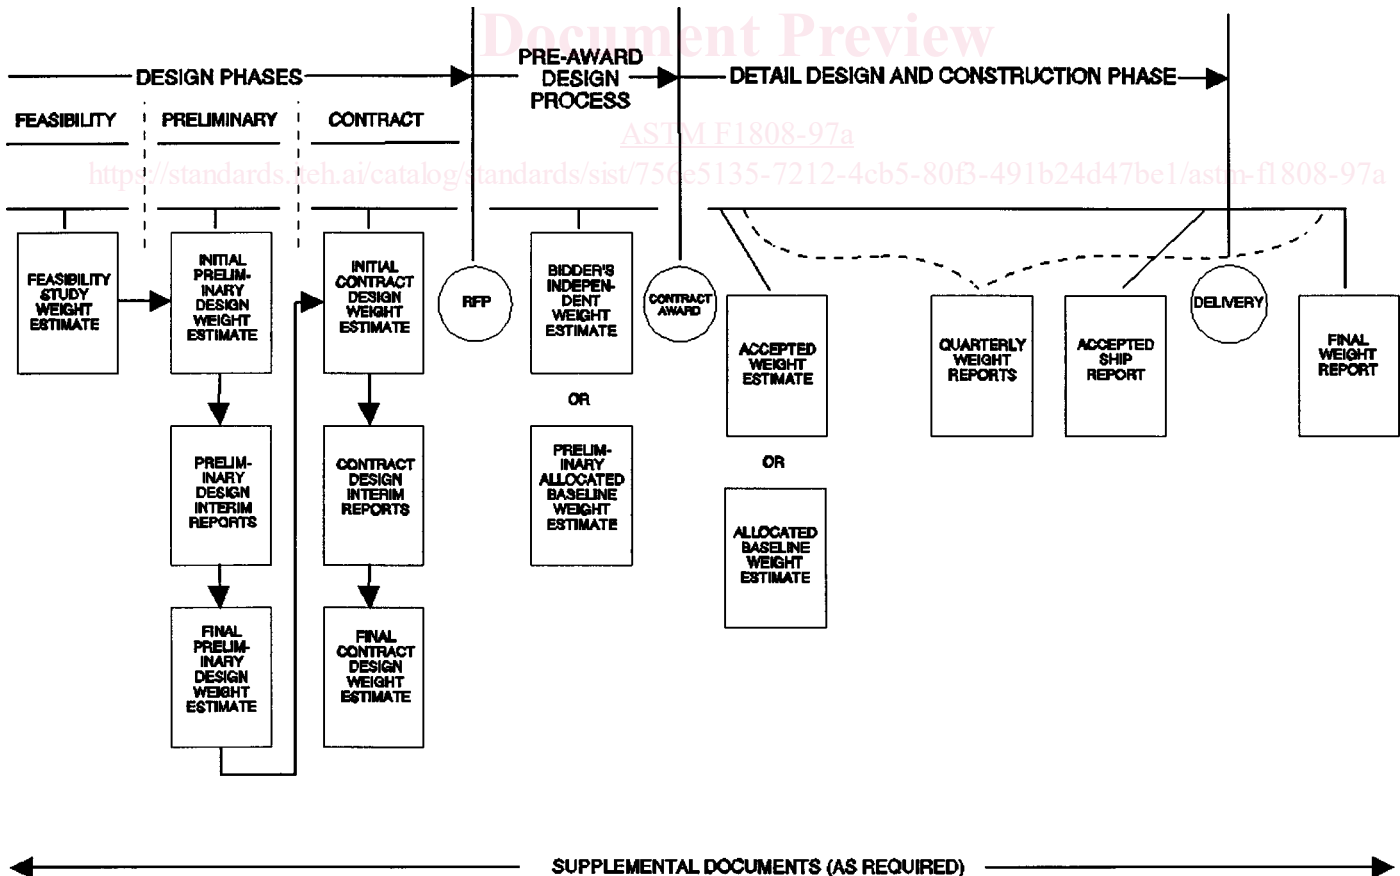 Document Preview
PRE-AWARD
DESIGN
PROCESS
DESIGN PHASES
DETAIL DESIGN AND CONSTRUCTION PHASE
FEASIBILITY
PRELIMINARY
CONTRACT
ASTM F1808-97a
https://standards.iteh.ai/catalog/standards/sist/756e5135-7212-4cb5-80f3-491b24d47be1/astm-f1808-97a
FEASIBILITY
STUDY
WEIGHT
ESTIMATE
INITIAL
PRELIM-
INARY
DESIGN
WEIGHT
ESTIMATE
PRELIM-
INARY
DESIGN
INTERIM
REPORTS
FINAL
PRELIM-
INARY
DESIGN
WEIGHT
ESTIMATE
INITIAL
CONTRACT
DESIGN
WEIGHT
ESTIMATE
CONTRACT
DESIGN
INTERIM
REPORTS
FINAL
CONTRACT
DESIGN
WEIGHT
ESTIMATE
RFP
BIDDER'S
INDEPEN-
DENT
WEIGHT
ESTIMATE
OR
PRELIM-
INARY
ALLOCATED
BASELINE
WEIGHT
ESTIMATE
CONTRACT
AWARD
ACCEPTED
WEIGHT
ESTIMATE
OR
ALLOCATED
BASELINE
WEIGHT
ESTIMATE
QUARTERLY
WEIGHT
REPORTS
ACCEPTED
SHIP
REPORT
DELIVERY
FINAL
WEIGHT
REPORT
SUPPLEMENTAL DOCUMENTS (AS REQUIRED)